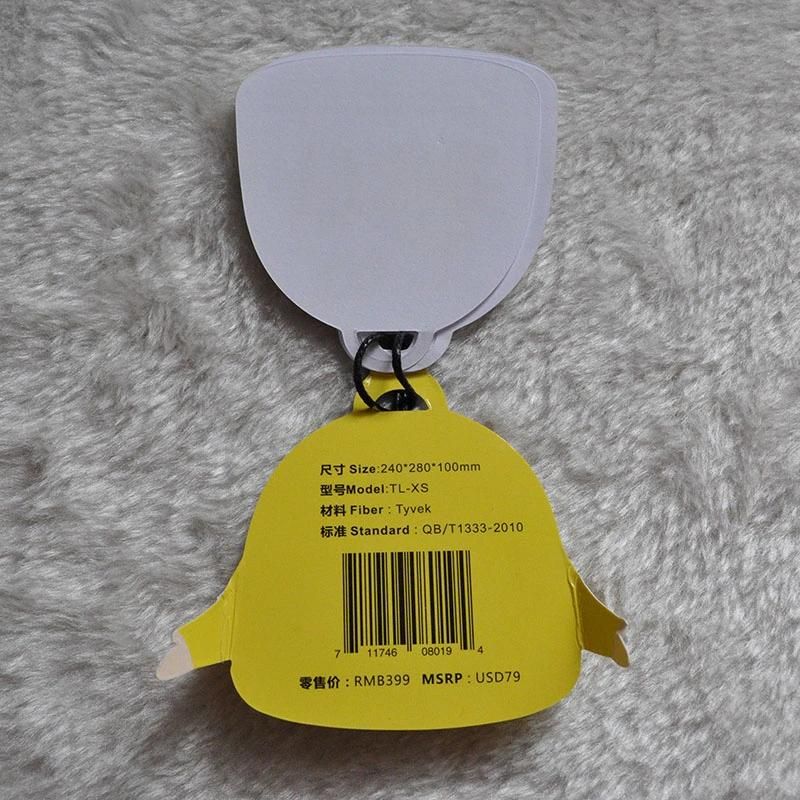 尺寸 Size:240*280*100mm
型号Model:TL-XS
材料 Fiber : Tyvek
标准 Standard : QB/T1333-2010
7 11746 08019 4
零售价 : RMB399 MSRP : USD79